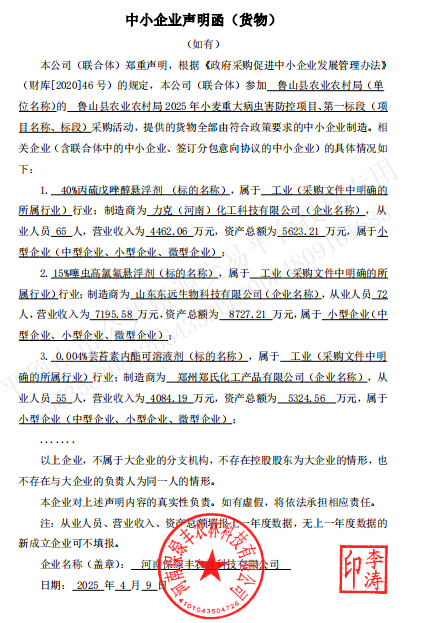 中小企业声明函（货物）
（如有）
本公司（联合体）郑重声明，根据《政府采购促进中小企业发展管理办法》
（财库[2020]46 号）的规定，本公司（联合体）参加 鲁山县农业农村局（单
位名称）的 鲁山县农业农村局 2025 年小麦重大病虫害防控项目、第一标段（项
目名称、标段）采购活动，提供的货物全部由符合政策要求的中小企业制造。相
关企业（含联合体中的中小企业、签订分包意向协议的中小企业）的具体情况如
下：
1. 40%丙硫戊唑醇悬浮剂 （标的名称），属于 工业（采购文件中明确的
所属行业）行业；制造商为 力克（河南）化工科技有限公司（企业名称），从
业人员 65 人，营业收入为 4462.06 万元，资产总额为 5623.21 万元，属于 小
型企业（中型企业、小型企业、微型企业）；
2. 15%噻虫高氯氟悬浮剂（标的名称），属于 工业（采购文件中明确的所
属行业）行业；制造商为 山东东远生物科技有限公司（企业名称），从业人员 72
人，营业收入为 7195.58 万元，资产总额为 8727.21 万元，属于 小型企业（中
型企业、小型企业、微型企业）；
3. 0.004%芸苔素内酯可溶液剂（标的名称），属于 工业（采购文件中明
确的所属行业）行业；制造商为 郑州郑氏化工产品有限公司（企业名称），从
业人员 55 人，营业收入为 4084.19 万元，资产总额为 5324.56 万元，属于
小型企业（中型企业、小型企业、微型企业）；
……
以上企业，不属于大企业的分支机构，不存在控股股东为大企业的情形，也
不存在与大企业的负责人为同一人的情形。
本企业对上述声明内容的真实性负责。如有虚假，将依法承担相应责任。
注：从业人员、营业收入、资产总额填报上一年度数据，无上一年度数据的
新成立企业可不填报。
企业名称（盖章）： 河南保绿丰农林科技有限公司
日期： 2025 年 4 月 9 日
河南保绿丰农林科技有限公司
4101043504726
李涛
印